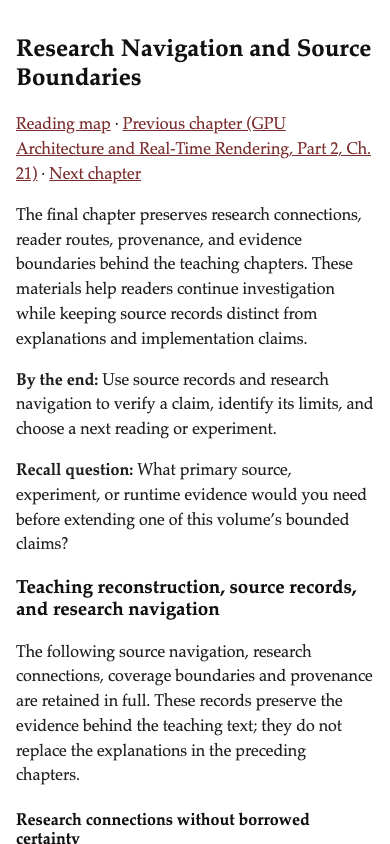 Research Navigation and Source
Boundaries
Reading map · Previous chapter (GPU
Architecture and Real-Time Rendering, Part 2, Ch.
21) · Next chapter
The final chapter preserves research connections,
reader routes, provenance, and evidence
boundaries behind the teaching chapters. These
materials help readers continue investigation
while keeping source records distinct from
explanations and implementation claims.
By the end: Use source records and research
navigation to verify a claim, identify its limits, and
choose a next reading or experiment.
Recall question: What primary source,
experiment, or runtime evidence would you need
before extending one of this volume’s bounded
claims?
Teaching reconstruction, source records,
and research navigation
The following source navigation, research
connections, coverage boundaries and provenance
are retained in full. These records preserve the
evidence behind the teaching text; they do not
replace the explanations in the preceding
chapters.
Research connections without borrowed
certainty